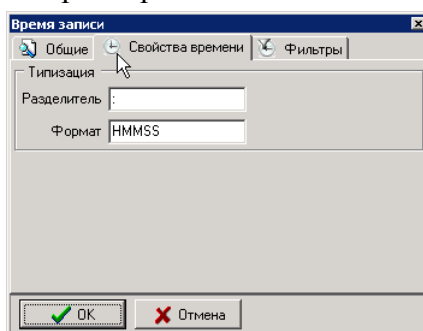 Время записи
Общие Свойства времени Фильтры
Типизация
Разделитель :
Формат HMMSS
OK Отмена